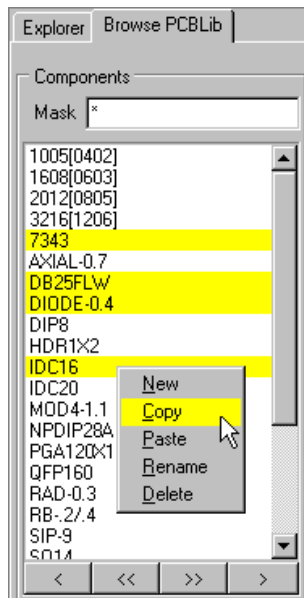 Explorer Browse PCBLib
Components
Mask *
1005[0402]
1608[0603]
2012[0805]
3216[1206]
7343
AXIAL-0.7
DB25FLW
DIODE-0.4
DIP8
HDR1X2
IDC16
IDC20
MOD4-1.1
NPDIP28A
PGA120X1
QFP160
RAD-0.3
RB-.2/.4
SIP-9
SO14
New
Copy
Paste
Rename
Delete
< << >> >